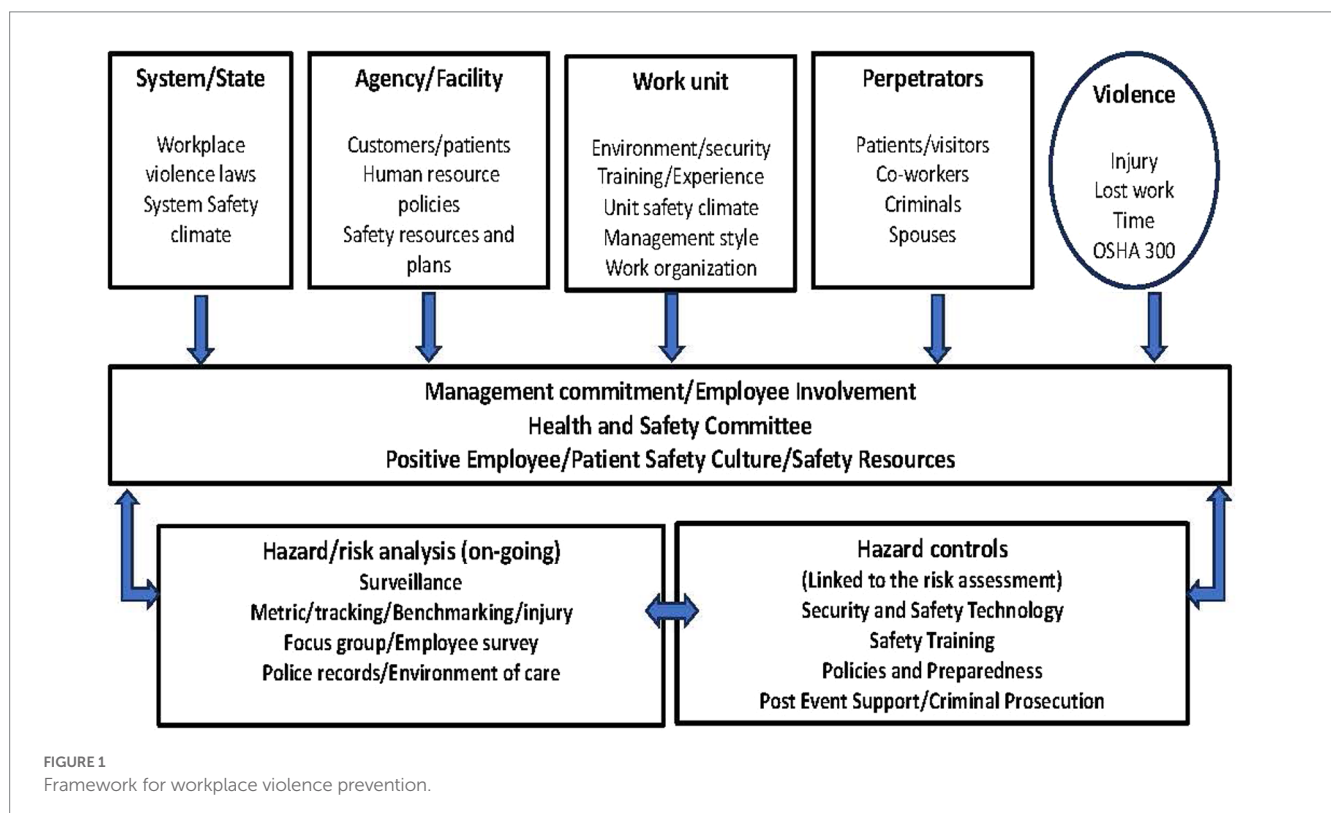 System/State
Workplace
violence laws
System Safety
climate
Agency/Facility
Customers/patients
Human resource
policies
Safety resources and
plans
Work unit
Environment/security
Training/Experience
Unit safety climate
Management style
Work organization
Perpetrators
Patients/visitors
Co-workers
Criminals
Spouses
Violence
Injury
Lost work
Time
OSHA 300
Management commitment/Employee Involvement
Health and Safety Committee
Positive Employee/Patient Safety Culture/Safety Resources
Hazard/risk analysis (on-going)
Surveillance
Metric/tracking/Benchmarking/injury
Focus group/Employee survey
Police records/Environment of care
Hazard controls
(Linked to the risk assessment)
Security and Safety Technology
Safety Training
Policies and Preparedness
Post Event Support/Criminal Prosecution
FIGURE 1
Framework for workplace violence prevention.